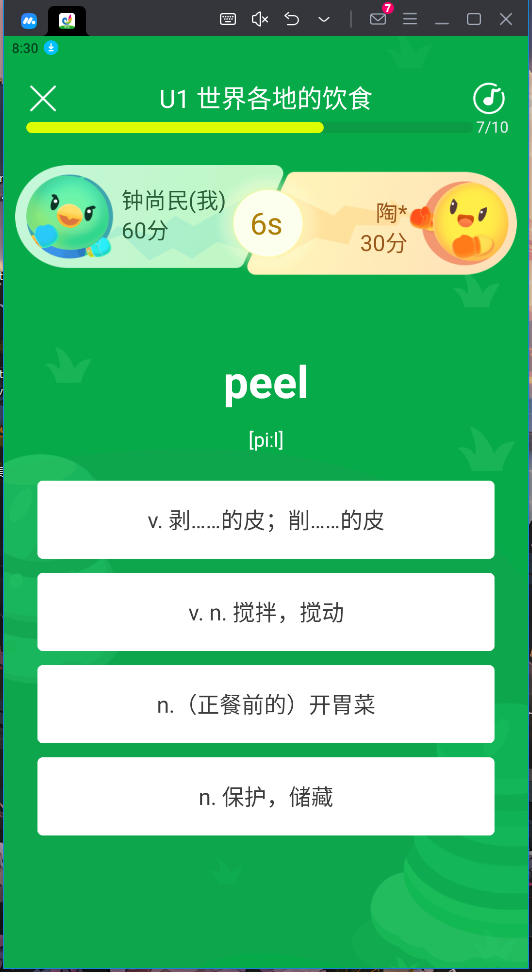 7
8:30
U1 世界各地的饮食
7/10
钟尚民(我)
60分
6s
陶*
30分
peel
[pi:l]
v. 剥……的皮；削……的皮
v. n. 搅拌，搅动
n.（正餐前的）开胃菜
n. 保护，储藏